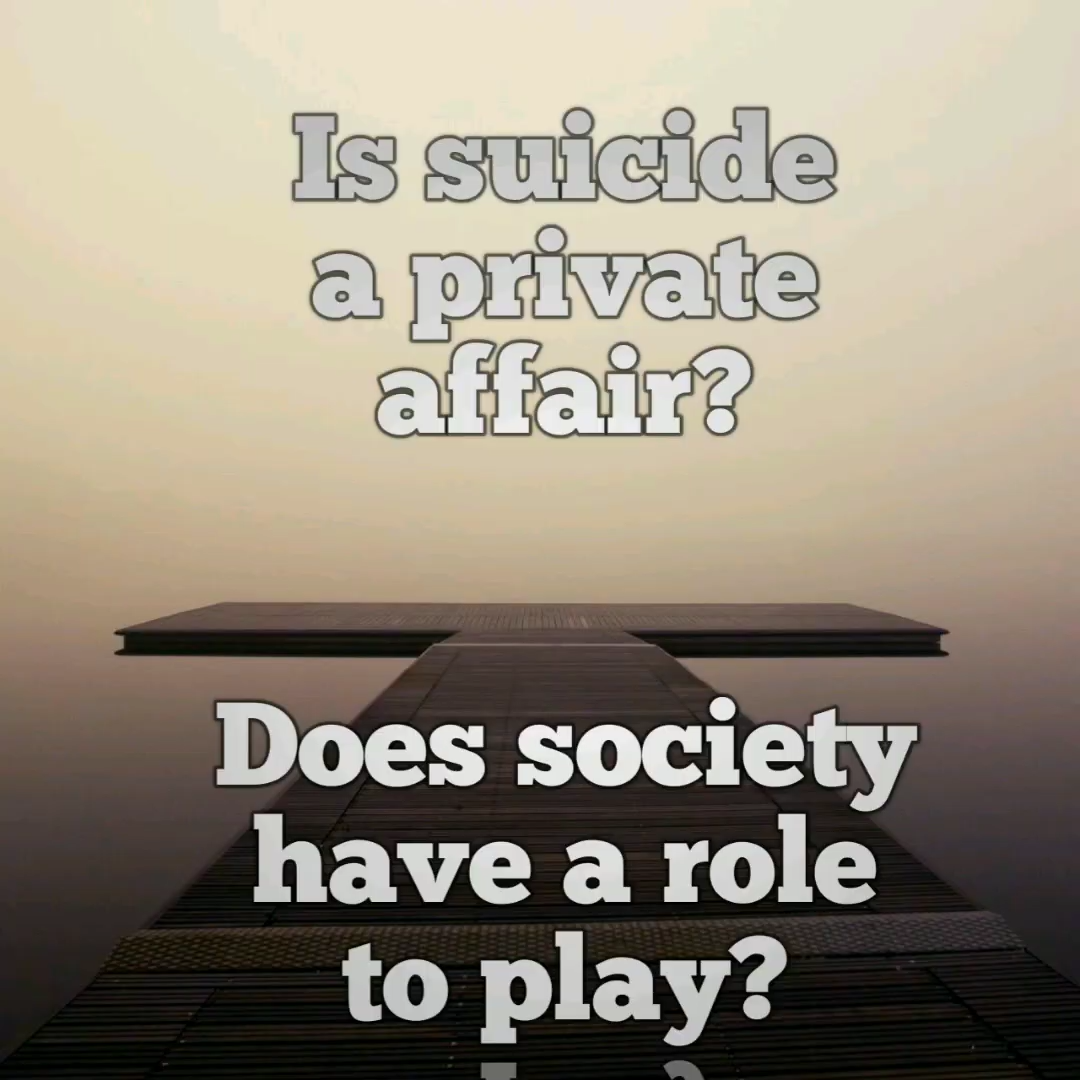 Is suicide
a private
affair?
Does society
have a role
to play?